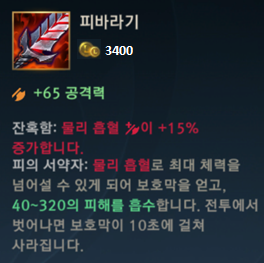 피바라기
3400
+65 공격력
잔혹함: 물리 흡혈 이 +15%
증가합니다.
피의 서약자: 물리 흡혈로 최대 체력을
넘어설 수 있게 되어 보호막을 얻고,
40~320의 피해를 흡수합니다. 전투에서
벗어나면 보호막이 10초에 걸쳐
사라집니다.